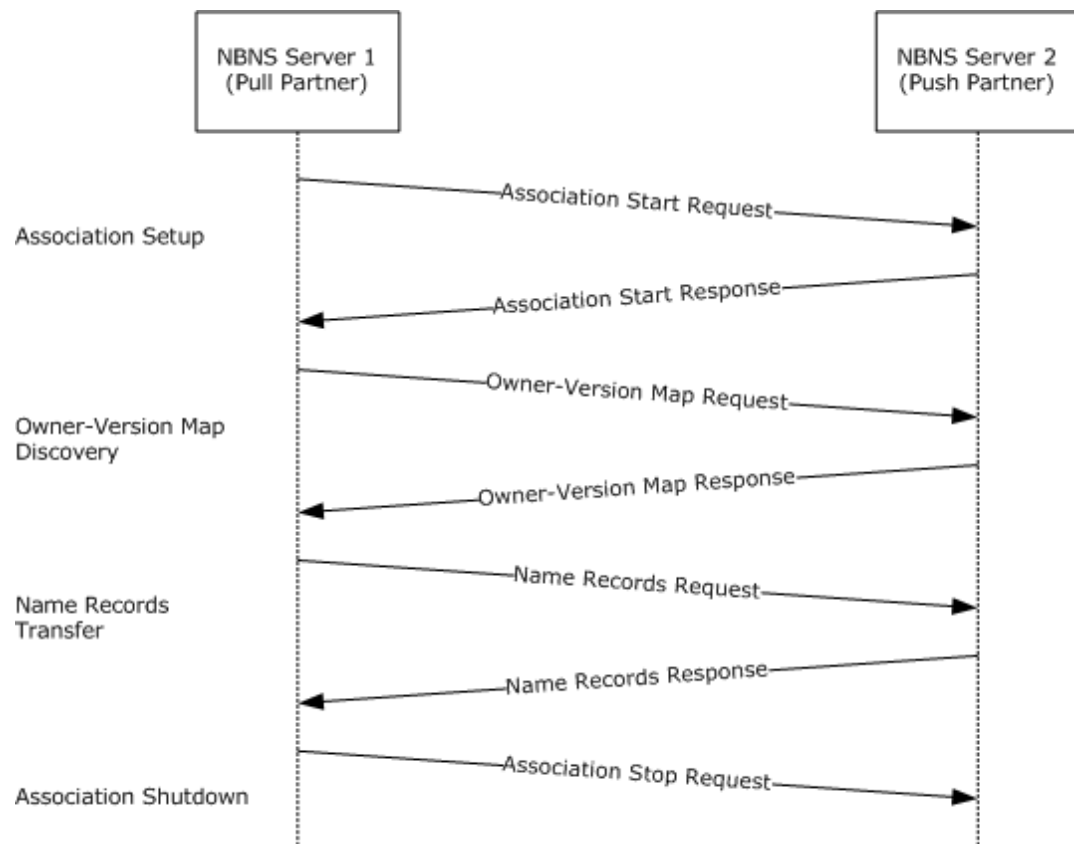 NBNS Server 1
(Pull Partner)
NBNS Server 2
(Push Partner)
Association Start Request
Association Setup
Association Start Response
Owner-Version Map Request
Owner-Version Map
Discovery
Owner-Version Map Response
Name Records Request
Name Records
Transfer
Name Records Response
Association Stop Request
Association Shutdown